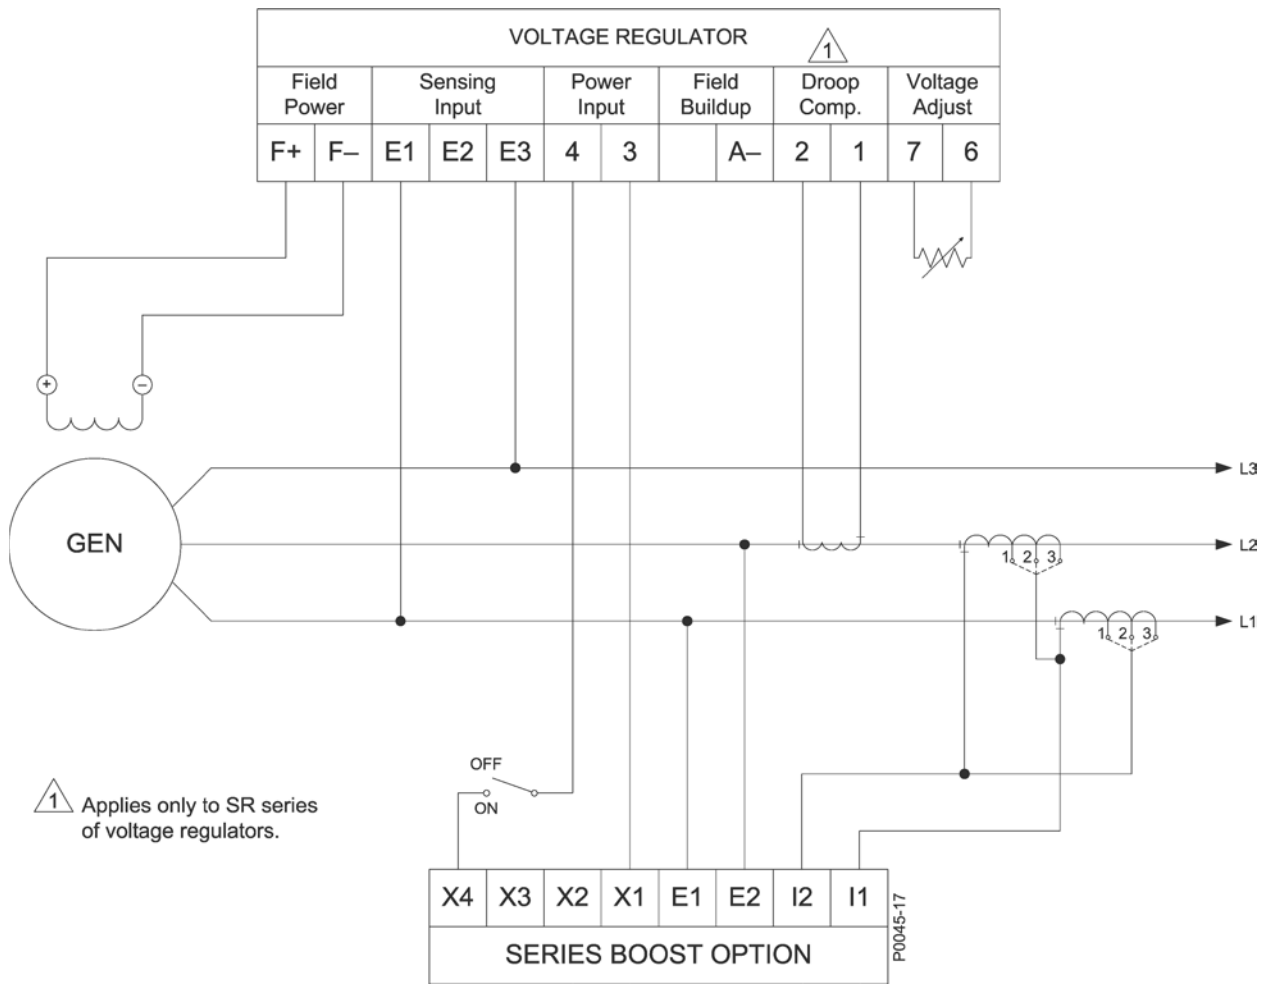 VOLTAGE REGULATOR
1
Field Power
Sensing Input
Power Input
Field Buildup
Droop Comp.
Voltage Adjust
F+ F– E1 E2 E3 4 3 A– 2 1 7 6
+ –
L3
GEN
L2
1 2 3
L1
1 2 3
OFF
ON
1 Applies only to SR series
of voltage regulators.
X4 X3 X2 X1 E1 E2 I2 I1
P0045-17
SERIES BOOST OPTION